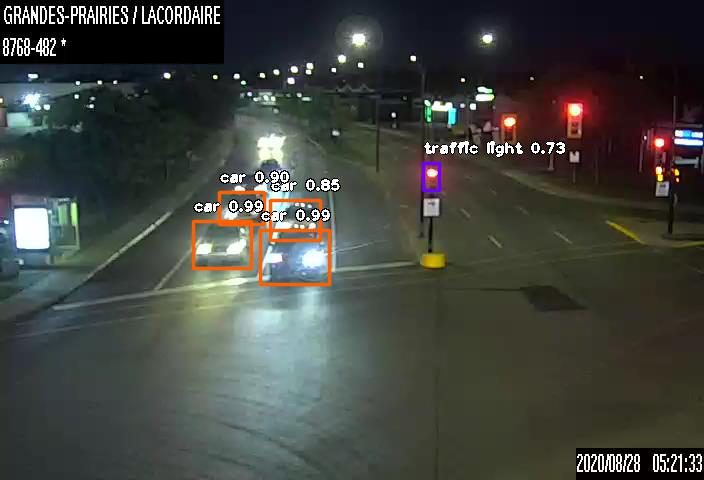 GRANDES-PRAIRIES / LACORDAIRE
8768-482 *
traffic light 0.73
car 0.90
car 0.85
car 0.99
car 0.99
2020/08/28 05:21:33